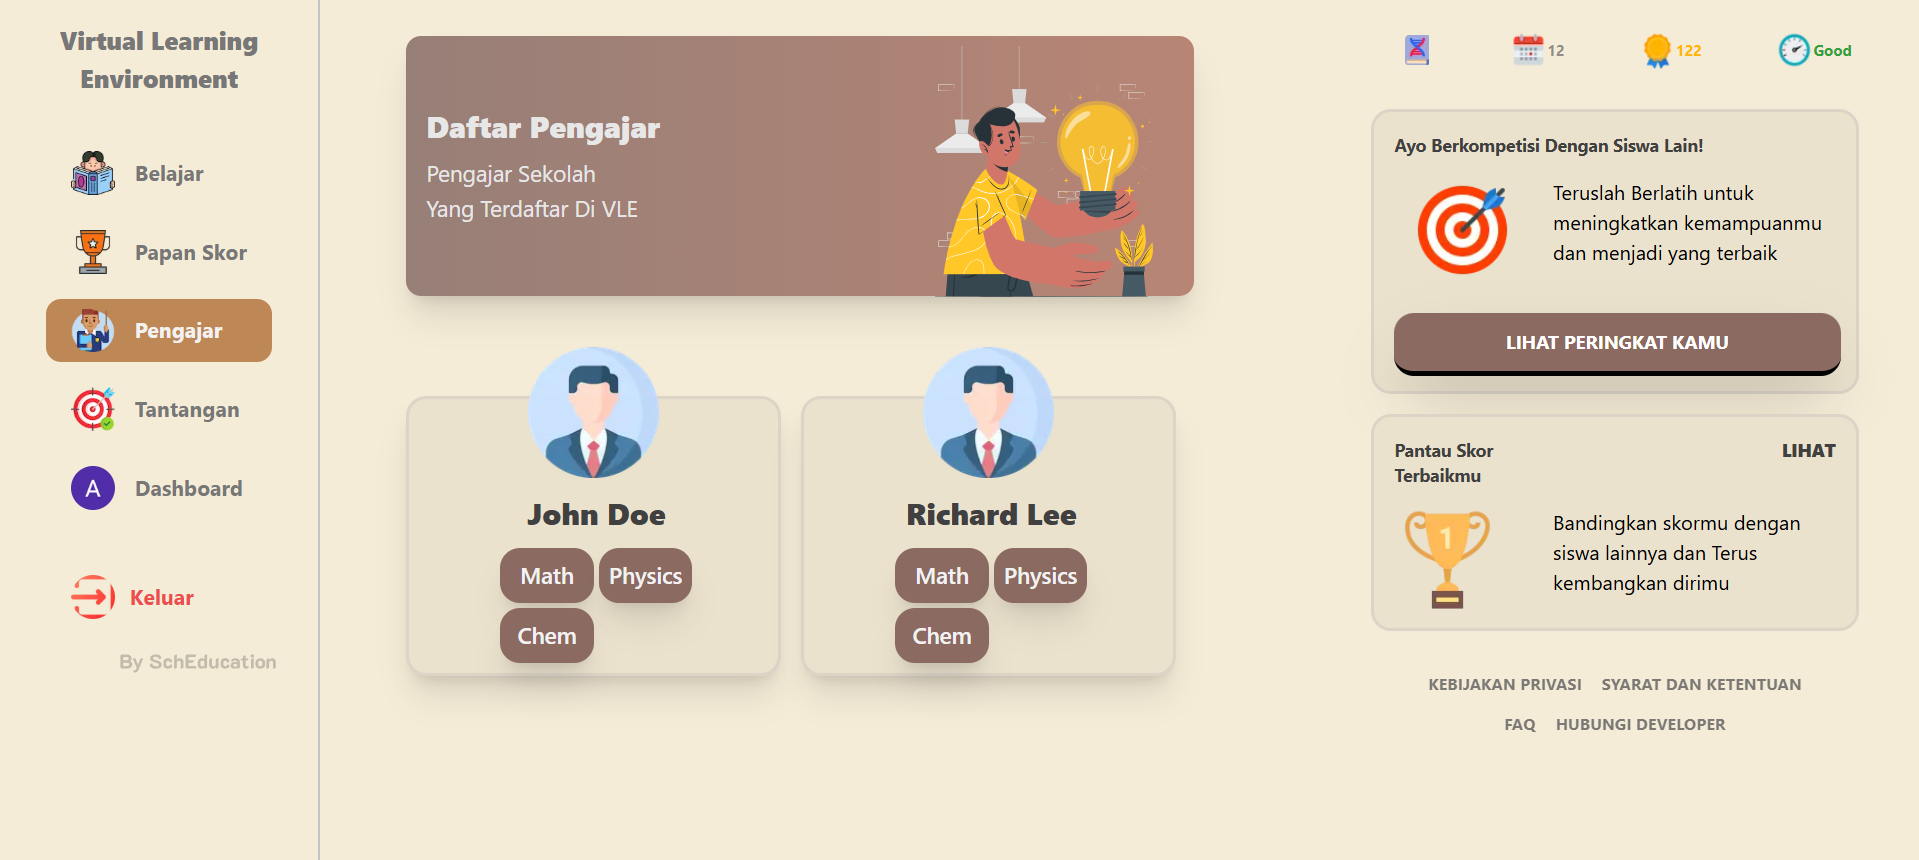 Virtual Learning
Environment
Belajar
Papan Skor
Pengajar
Tantangan
A
Dashboard
Keluar
By SchEducation
Daftar Pengajar
Pengajar Sekolah
Yang Terdaftar Di VLE
John Doe
Math
Physics
Chem
Richard Lee
Math
Physics
Chem
12
122
Good
Ayo Berkompetisi Dengan Siswa Lain!
Teruslah Berlatih untuk
meningkatkan kemampuanmu
dan menjadi yang terbaik
LIHAT PERINGKAT KAMU
Pantau Skor
Terbaikmu
LIHAT
1
Bandingkan skormu dengan
siswa lainnya dan Terus
kembangkan dirimu
KEBIJAKAN PRIVASI
SYARAT DAN KETENTUAN
FAQ
HUBUNGI DEVELOPER